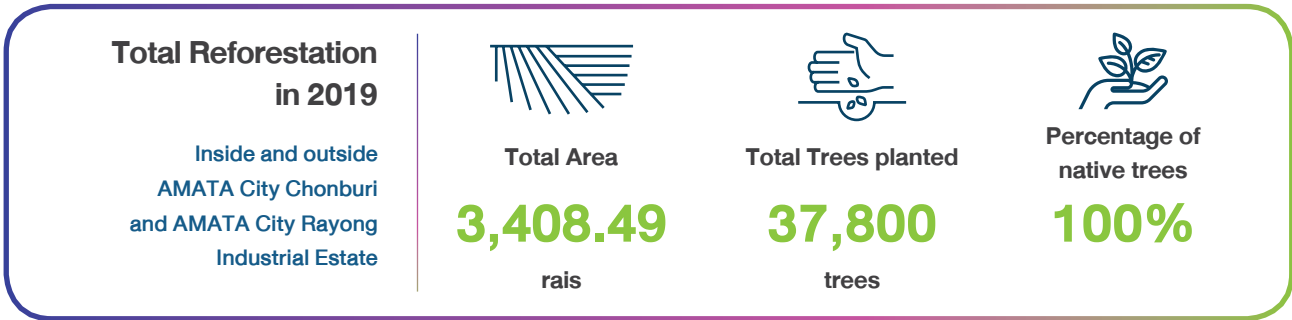 Total Reforestation
in 2019
Inside and outside
AMATA City Chonburi
and AMATA City Rayong
Industrial Estate
Total Area
3,408.49
rais
Total Trees planted
37,800
trees
Percentage of
native trees
100%